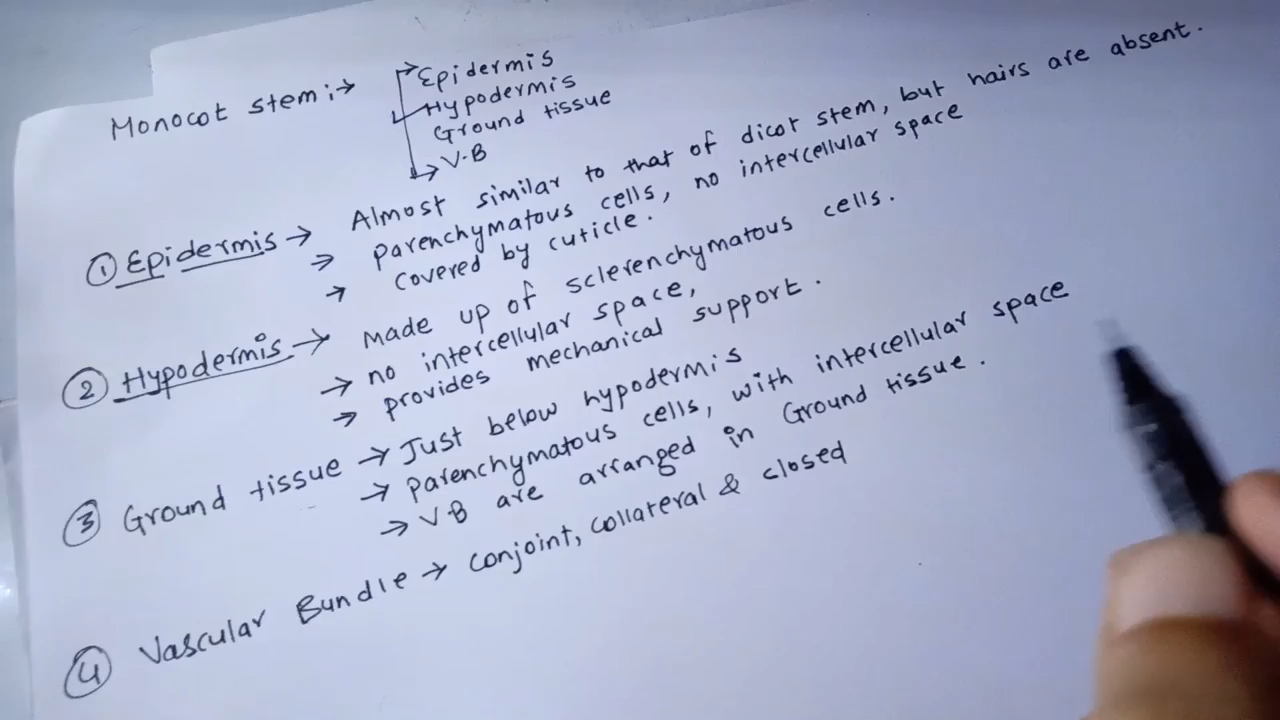 Monocot stem :→ Epidermis
Hypodermis
Ground tissue
V.B
① Epidermis → Almost similar to that of dicot stem, but hairs are absent.
→ parenchymatous cells, no intercellular space
→ covered by cuticle.
② Hypodermis → Made up of sclerenchymatous cells.
→ no intercellular space,
→ provides mechanical support.
③ Ground tissue → Just below hypodermis
→ parenchymatous cells, with intercellular space
→ V.B are arranged in Ground tissue.
④ Vascular Bundle → conjoint, collateral & closed